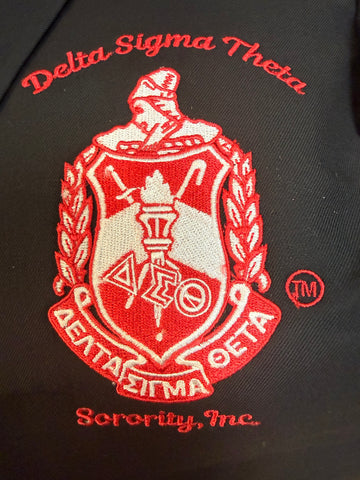 Delta Sigma Theta
ΔΣΘ
TM
ΔΕΛΤΑ ΣΙΓΜΑ ΘΕΤΑ
Sorority, Inc.